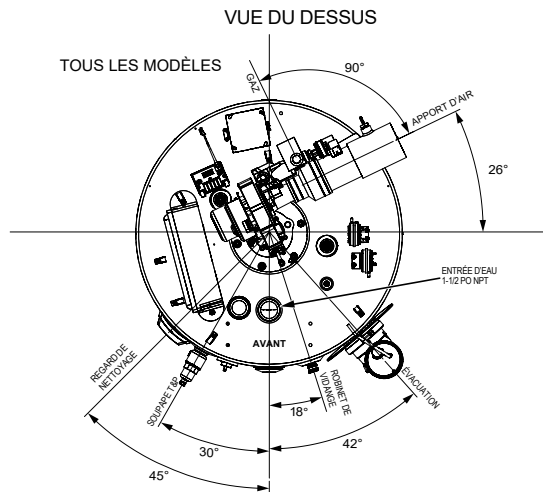 VUE DU DESSUS
TOUS LES MODÈLES
90°
GAZ
APPORT D'AIR
26°
ENTRÉE D'EAU
1-1/2 PO NPT
AVANT
REGARD DE
NETTOYAGE
SOUPAPE T&P
ROBINET DE
VIDANGE
ÉVACUATION
18°
30°
42°
45°